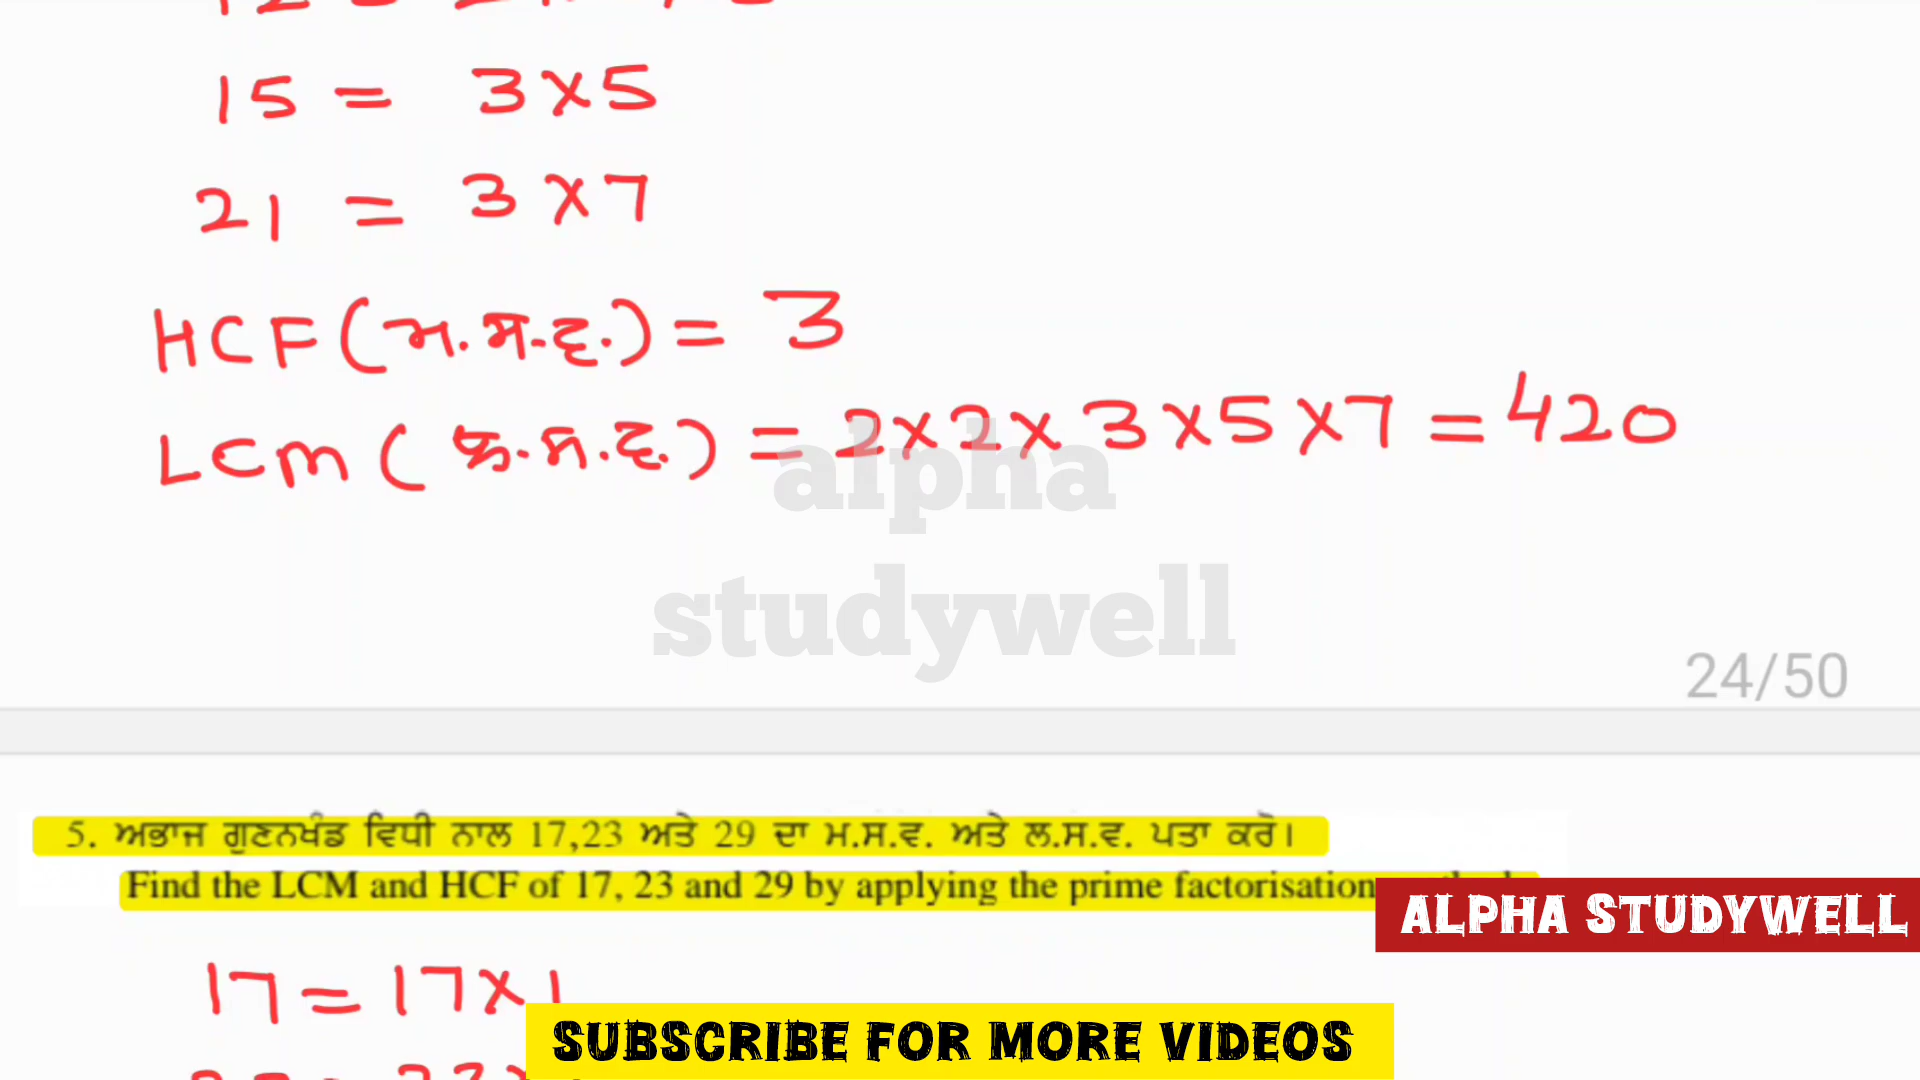 15 = 3×5
21 = 3×7
HCF (ਮ.ਸ.ਵ.) = 3
LCM (ਲ.ਸ.ਵ.) = 2×2×3×5×7 = 420
alpha
studywell
24/50
5. ਅਭਾਜ ਗੁਣਨਖੰਡ ਵਿਧੀ ਨਾਲ 17,23 ਅਤੇ 29 ਦਾ ਮ.ਸ.ਵ. ਅਤੇ ਲ.ਸ.ਵ. ਪਤਾ ਕਰੋ।
Find the LCM and HCF of 17, 23 and 29 by applying the prime factorisation
ALPHA STUDYWELL
17 = 17×1
SUBSCRIBE FOR MORE VIDEOS